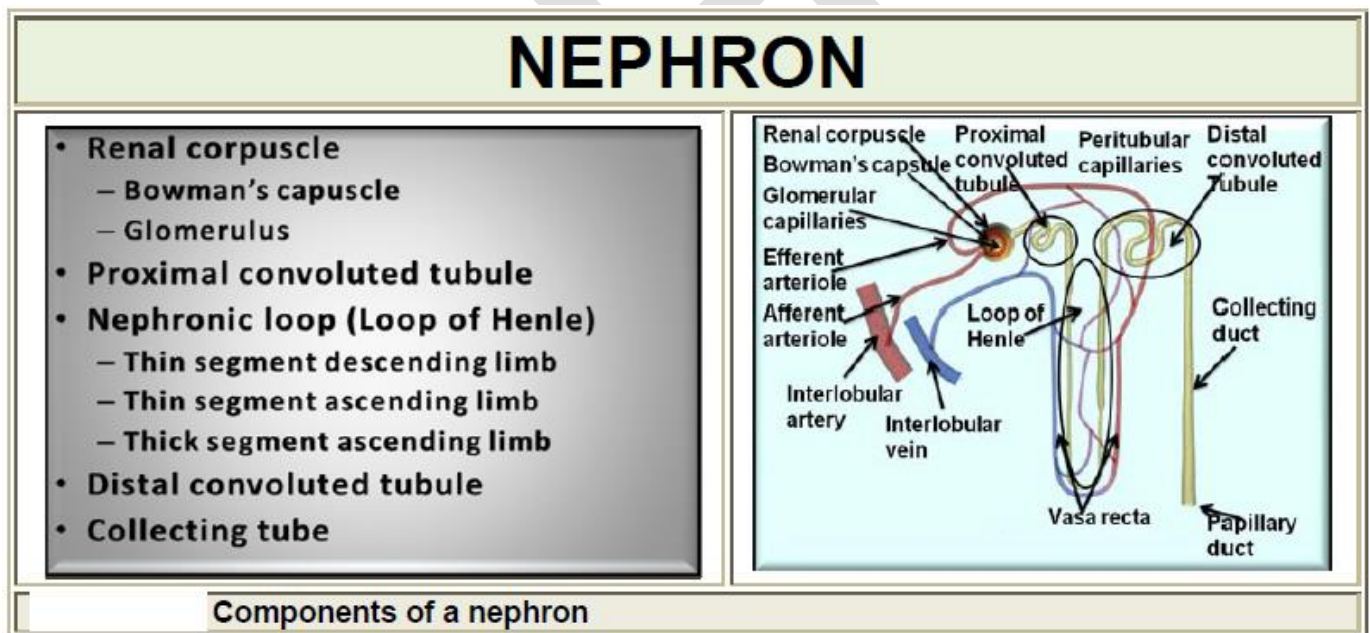 NEPHRON
• Renal corpuscle
– Bowman's capuscle
– Glomerulus
• Proximal convoluted tubule
• Nephronic loop (Loop of Henle)
– Thin segment descending limb
– Thin segment ascending limb
– Thick segment ascending limb
• Distal convoluted tubule
• Collecting tube
Renal corpuscle
Bowman's capsule
Glomerular
capillaries
Efferent
arteriole
Afferent
arteriole
Interlobular
artery
Interlobular
vein
Proximal
convoluted
tubule
Peritubular
capillaries
Distal
convoluted
Tubule
Loop of
Henle
Collecting
duct
Vasa recta
Papillary
duct
Components of a nephron